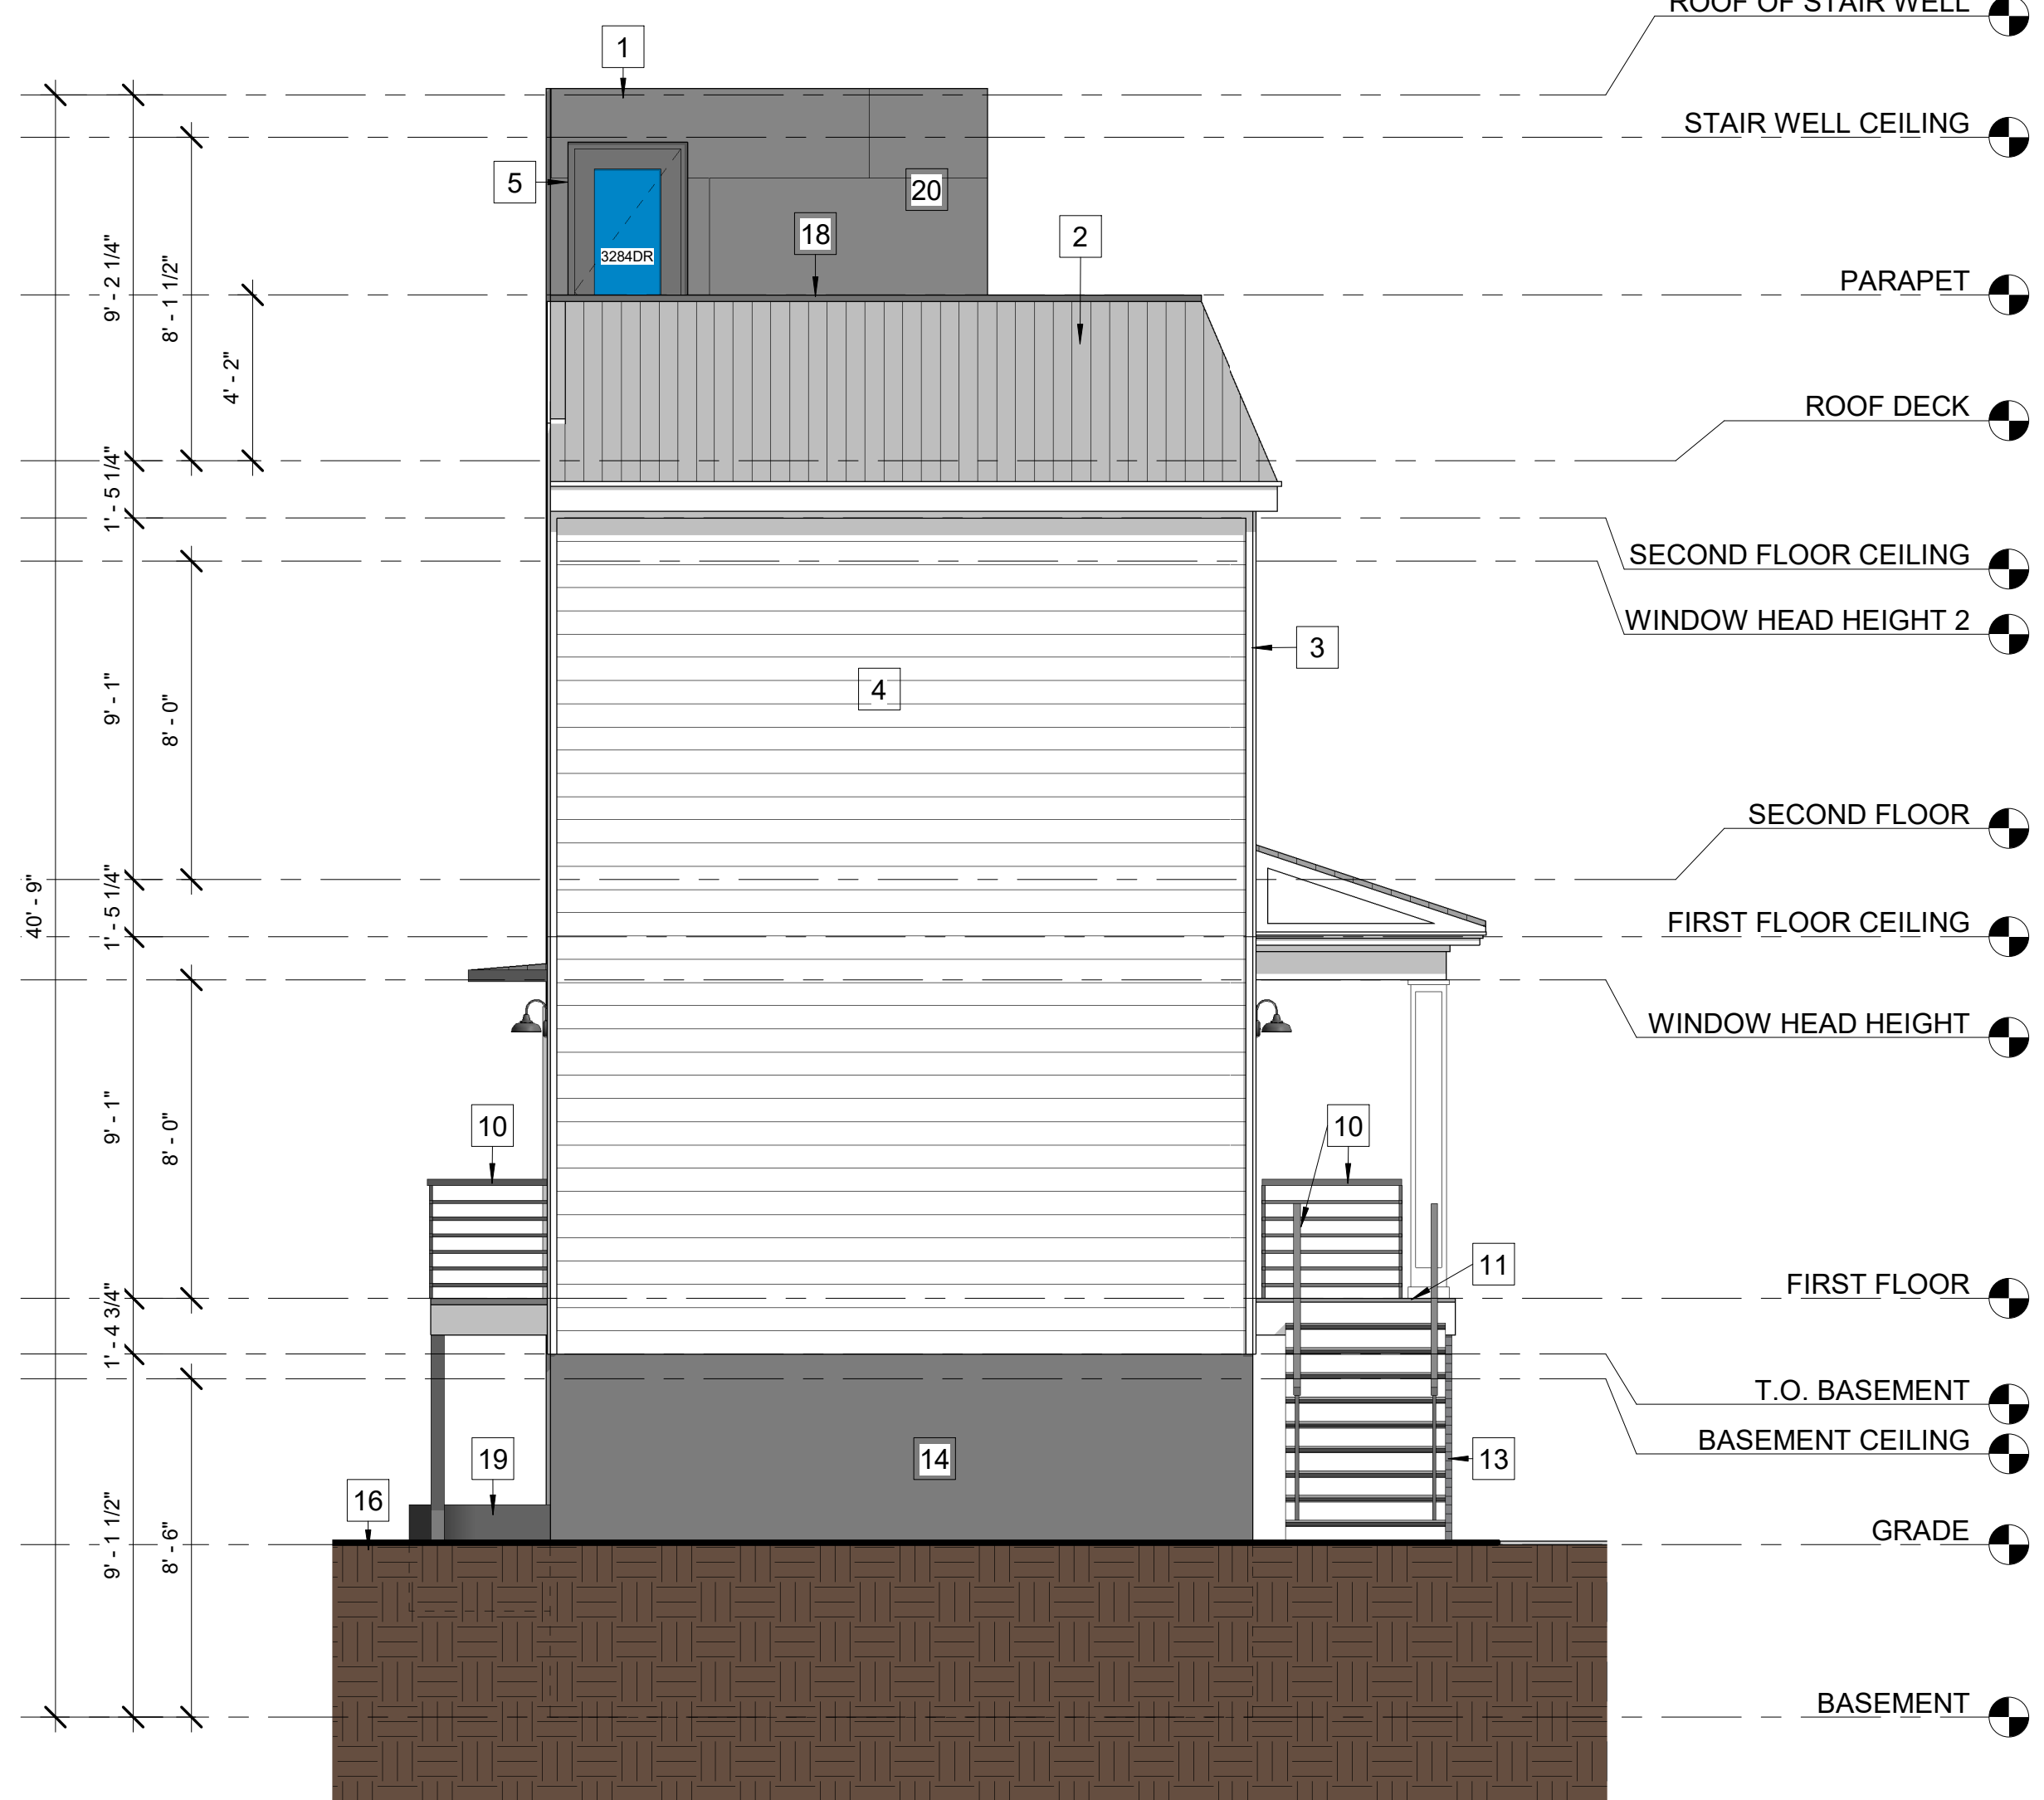 ROOF OF STAIR WELL
1
STAIR WELL CEILING
5
20
18
2
3284DR
9' - 2 1/4"
8' - 1 1/2"
PARAPET
4' - 2"
ROOF DECK
1' - 5 1/4"
SECOND FLOOR CEILING
WINDOW HEAD HEIGHT 2
3
4
9' - 1"
8' - 0"
SECOND FLOOR
40' - 9"
1' - 5 1/4"
FIRST FLOOR CEILING
WINDOW HEAD HEIGHT
9' - 1"
8' - 0"
10
10
11
FIRST FLOOR
1' - 4 3/4"
T.O. BASEMENT
BASEMENT CEILING
14
19
13
16
GRADE
9' - 1 1/2"
8' - 6"
BASEMENT